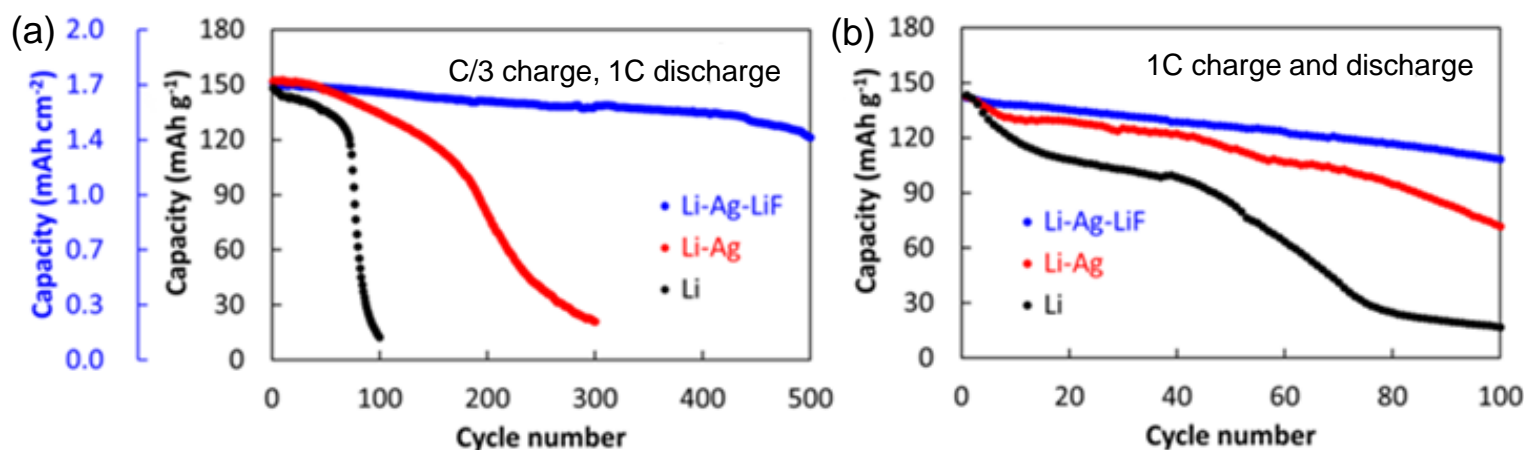 (a)
Capacity (mAh cm-2)
2.0
1.7
1.4
1.0
0.7
0.3
0.0
Capacity (mAh g-1)
180
150
120
90
60
30
0
C/3 charge, 1C discharge
Li-Ag-LiF
Li-Ag
Li
0 100 200 300 400 500
Cycle number
(b)
Capacity (mAh g-1)
180
150
120
90
60
30
0
1C charge and discharge
Li-Ag-LiF
Li-Ag
Li
0 20 40 60 80 100
Cycle number